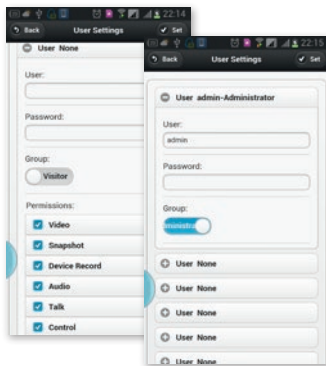 22:14
Back User Settings Set
User None
User:
Password:
Group:
Visitor
Permissions:
Video
Snapshot
Device Record
Audio
Talk
Control
22:15
Back User Settings Set
User admin-Administrator
User:
admin
Password:
Group:
ministra
User None
User None
User None
User None
User None